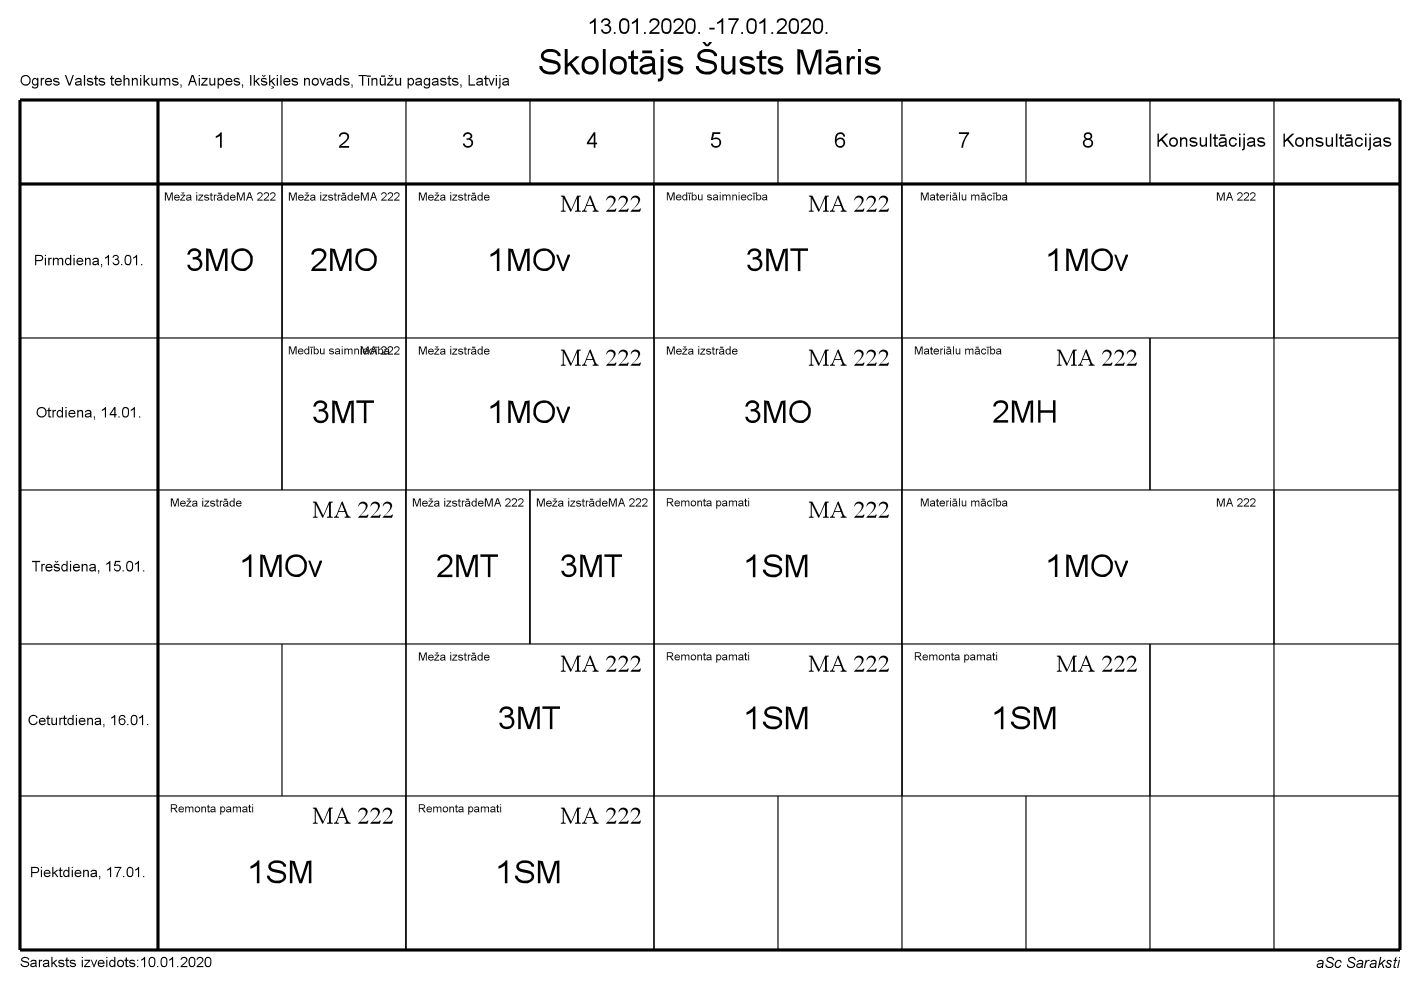 13.01.2020. -17.01.2020.
Skolotājs Šusts Māris
Ogres Valsts tehnikums, Aizupes, Ikšķiles novads, Tīnūžu pagasts, Latvija
1 2 3 4 5 6 7 8 Konsultācijas Konsultācijas
Meža izstrādeMA 222 Meža izstrādeMA 222 Meža izstrāde MA 222 Medību saimniecība MA 222 Materiālu mācība MA 222
Pirmdiena,13.01. 3MO 2MO 1MOv 3MT 1MOv
Medību saimniecība MA 222 Meža izstrāde MA 222 Meža izstrāde MA 222 Materiālu mācība MA 222
Otrdiena, 14.01. 3MT 1MOv 3MO 2MH
Meža izstrāde MA 222 Meža izstrādeMA 222 Meža izstrādeMA 222 Remonta pamati MA 222 Materiālu mācība MA 222
Trešdiena, 15.01. 1MOv 2MT 3MT 1SM 1MOv
Meža izstrāde MA 222 Remonta pamati MA 222 Remonta pamati MA 222
Ceturtdiena, 16.01. 3MT 1SM 1SM
Remonta pamati MA 222 Remonta pamati MA 222
Piektdiena, 17.01. 1SM 1SM
Saraksts izveidots:10.01.2020 aSc Saraksti